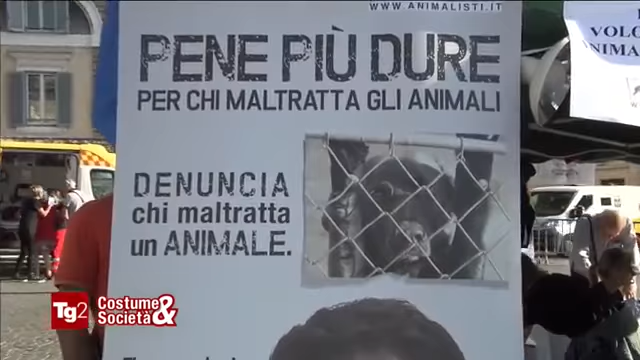 WWW.ANIMALISTI.IT
PENE PIÙ DURE
PER CHI MALTRATTA GLI ANIMALI
DENUNCIA
chi maltratta
un ANIMALE.
VOLO
ANIMA
Tg2
Costume &
Società